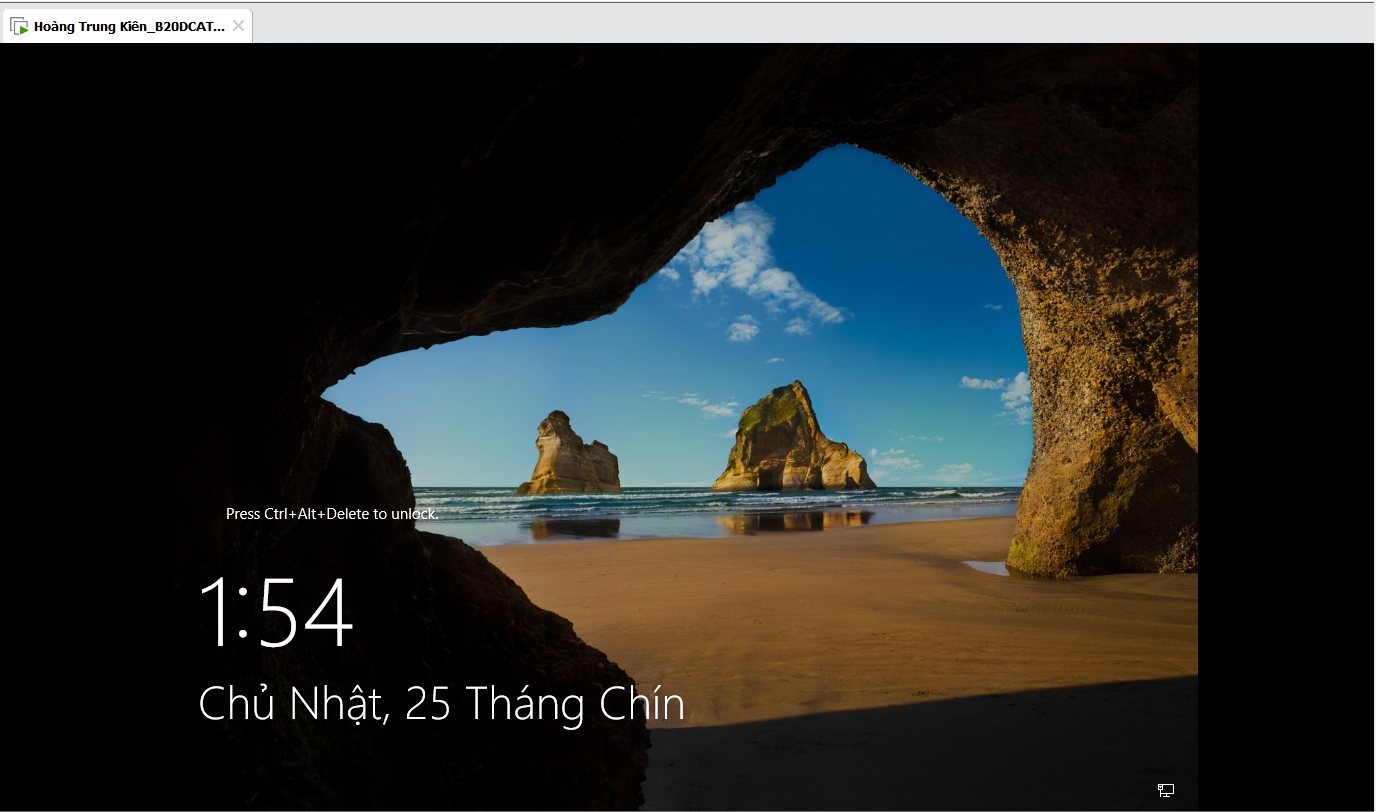 Hoàng Trung Kiên_B20DCAT...
Press Ctrl+Alt+Delete to unlock.
1:54
Chủ Nhật, 25 Tháng Chín